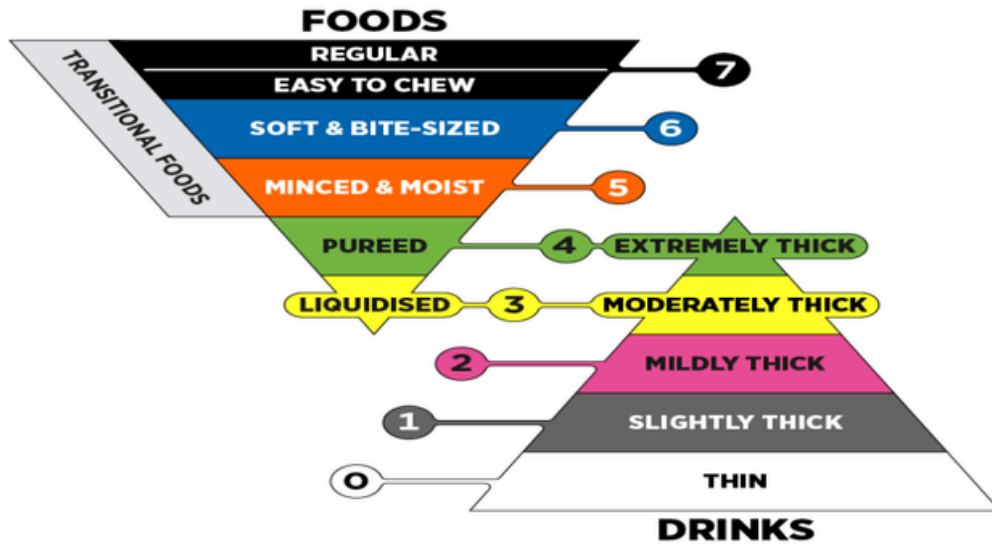 FOODS
REGULAR
7
EASY TO CHEW
TRANSITIONAL FOODS
SOFT & BITE-SIZED
6
MINCED & MOIST
5
PUREED
4
EXTREMELY THICK
LIQUIDISED
3
MODERATELY THICK
2
MILDLY THICK
1
SLIGHTLY THICK
0
THIN
DRINKS